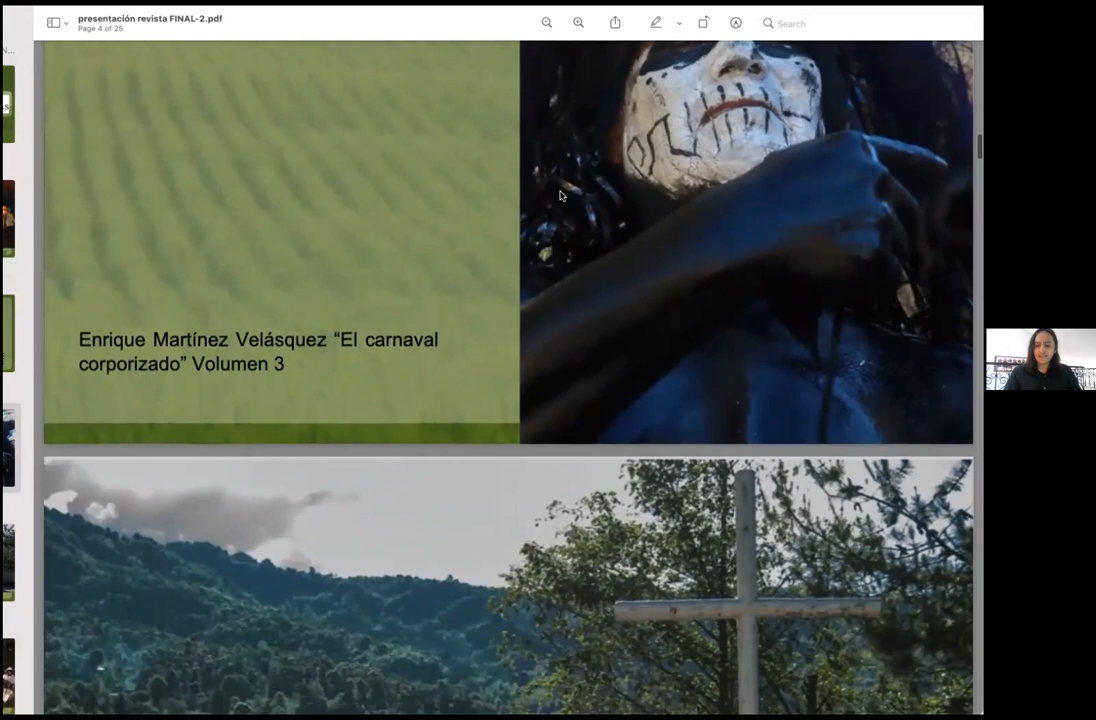 presentación revista FINAL-2.pdf
Page 4 of 25
Search
Enrique Martínez Velásquez “El carnaval
corporizado” Volumen 3